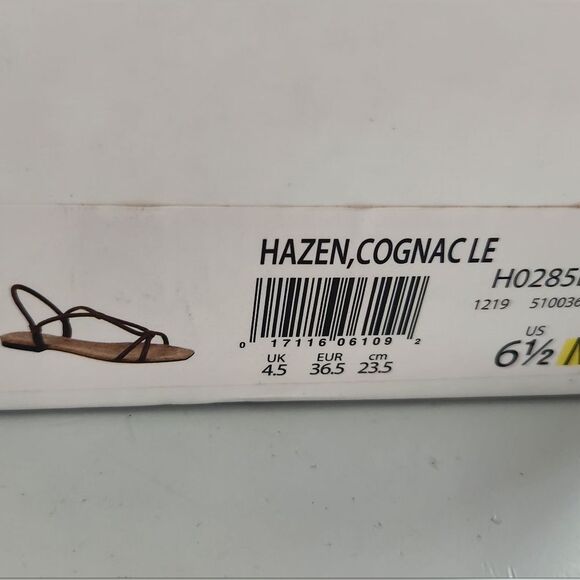 HAZEN,COGNAC LE
H0285
1219 510036
0 17116 06109 2
UK EUR cm
4.5 36.5 23.5
US
6½ M